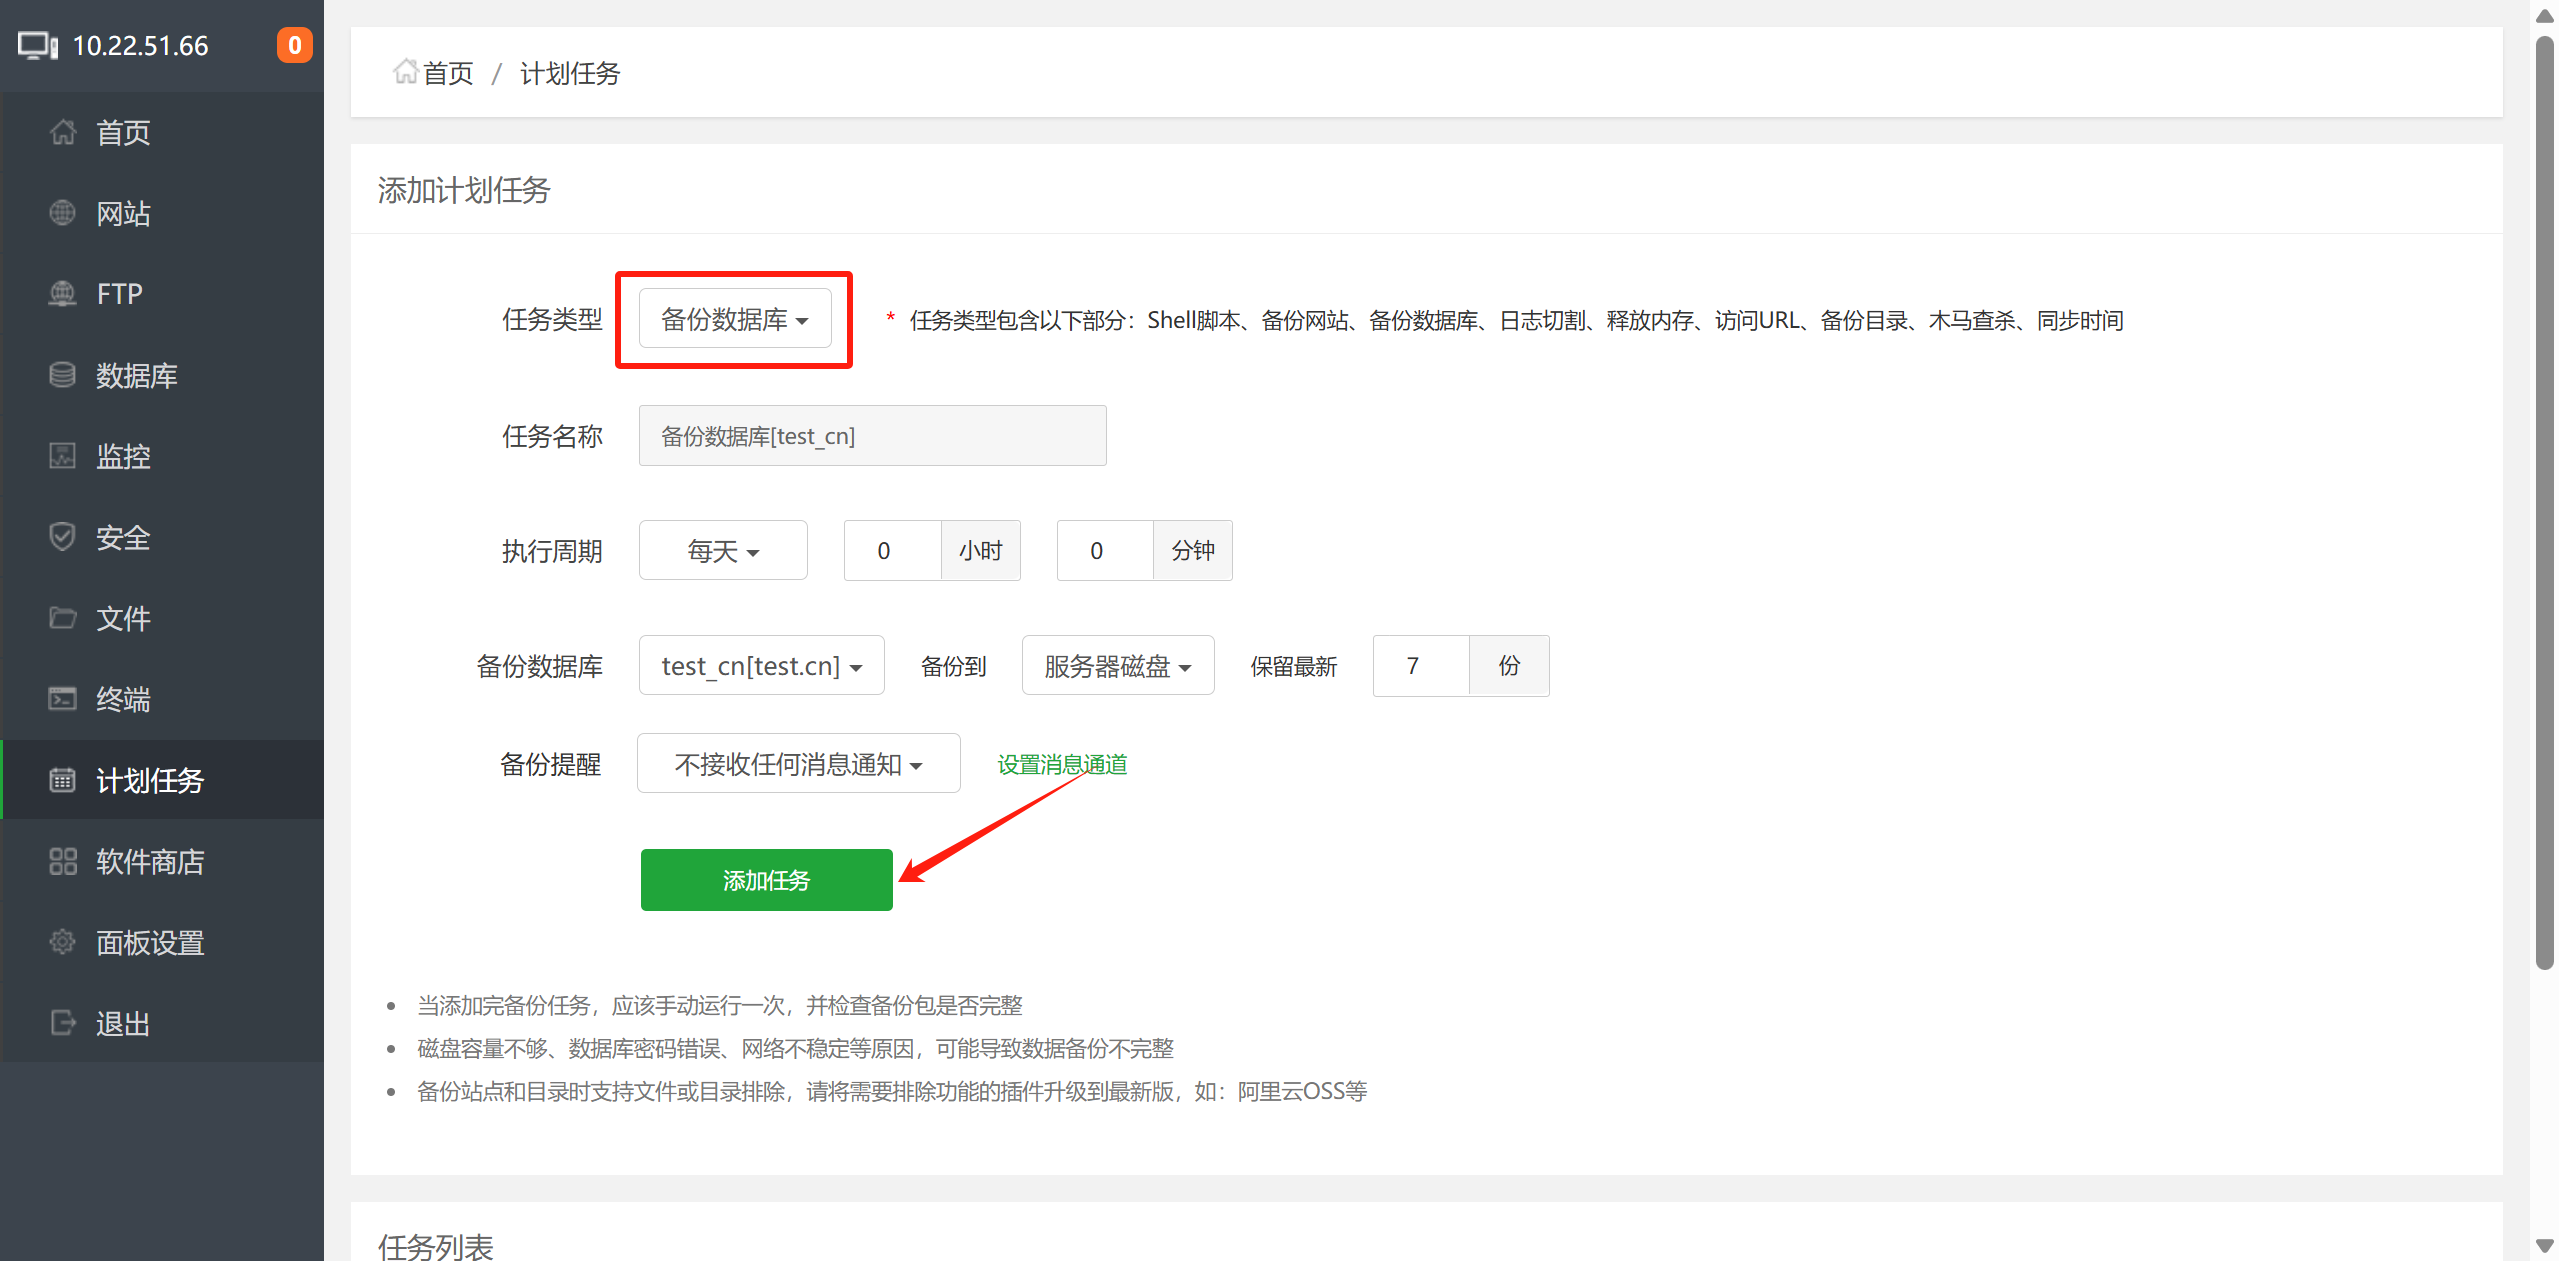 10.22.51.66 0
首页
网站
FTP
数据库
监控
安全
文件
终端
计划任务
软件商店
面板设置
退出
首页 / 计划任务
添加计划任务
任务类型 备份数据库 * 任务类型包含以下部分：Shell脚本、备份网站、备份数据库、日志切割、释放内存、访问URL、备份目录、木马查杀、同步时间
任务名称 备份数据库[test_cn]
执行周期 每天 0 小时 0 分钟
备份数据库 test_cn[test.cn] 备份到 服务器磁盘 保留最新 7 份
备份提醒 不接收任何消息通知 设置消息通道
添加任务
• 当添加完备份任务，应该手动运行一次，并检查备份包是否完整
• 磁盘容量不够、数据库密码错误、网络不稳定等原因，可能导致数据备份不完整
• 备份站点和目录时支持文件或目录排除，请将需要排除功能的插件升级到最新版，如：阿里云OSS等
任务列表